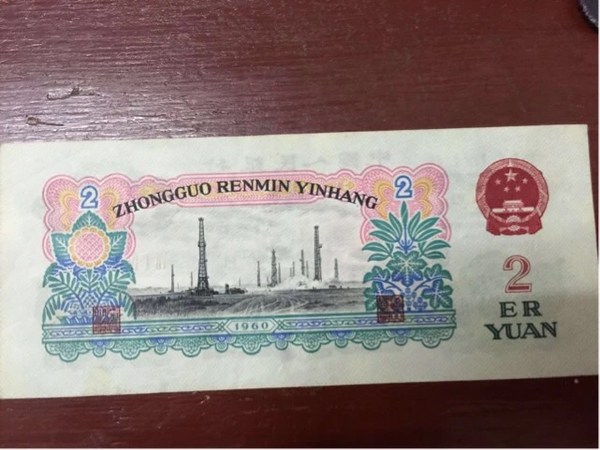 2 ZHONGGUO RENMIN YINHANG 2
1960
2
ER
YUAN